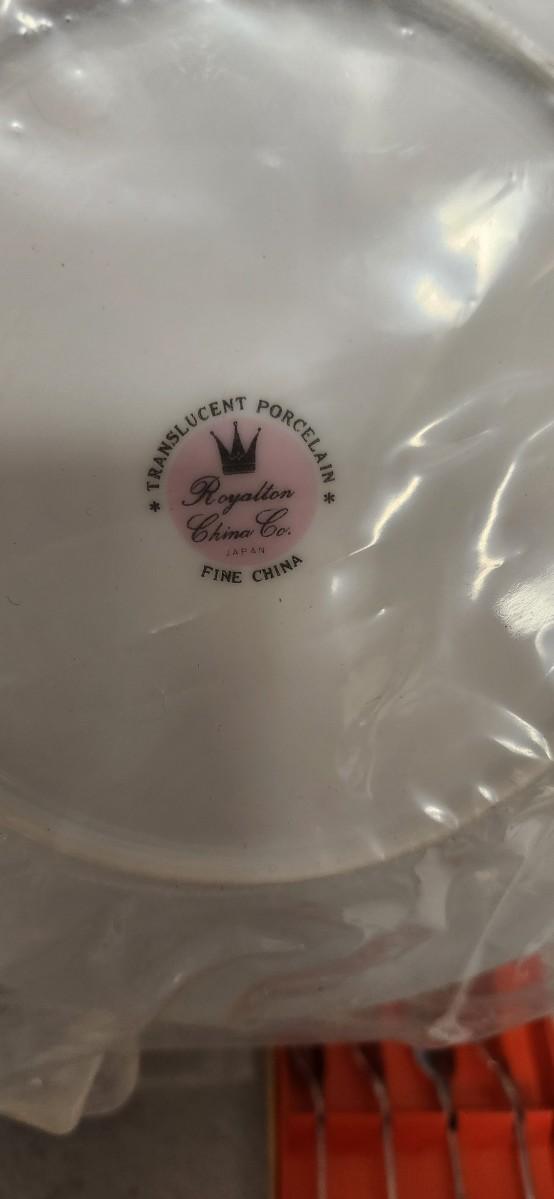 * TRANSLUCENT PORCELAIN *
Royalton
China Co.
JAPAN
FINE CHINA